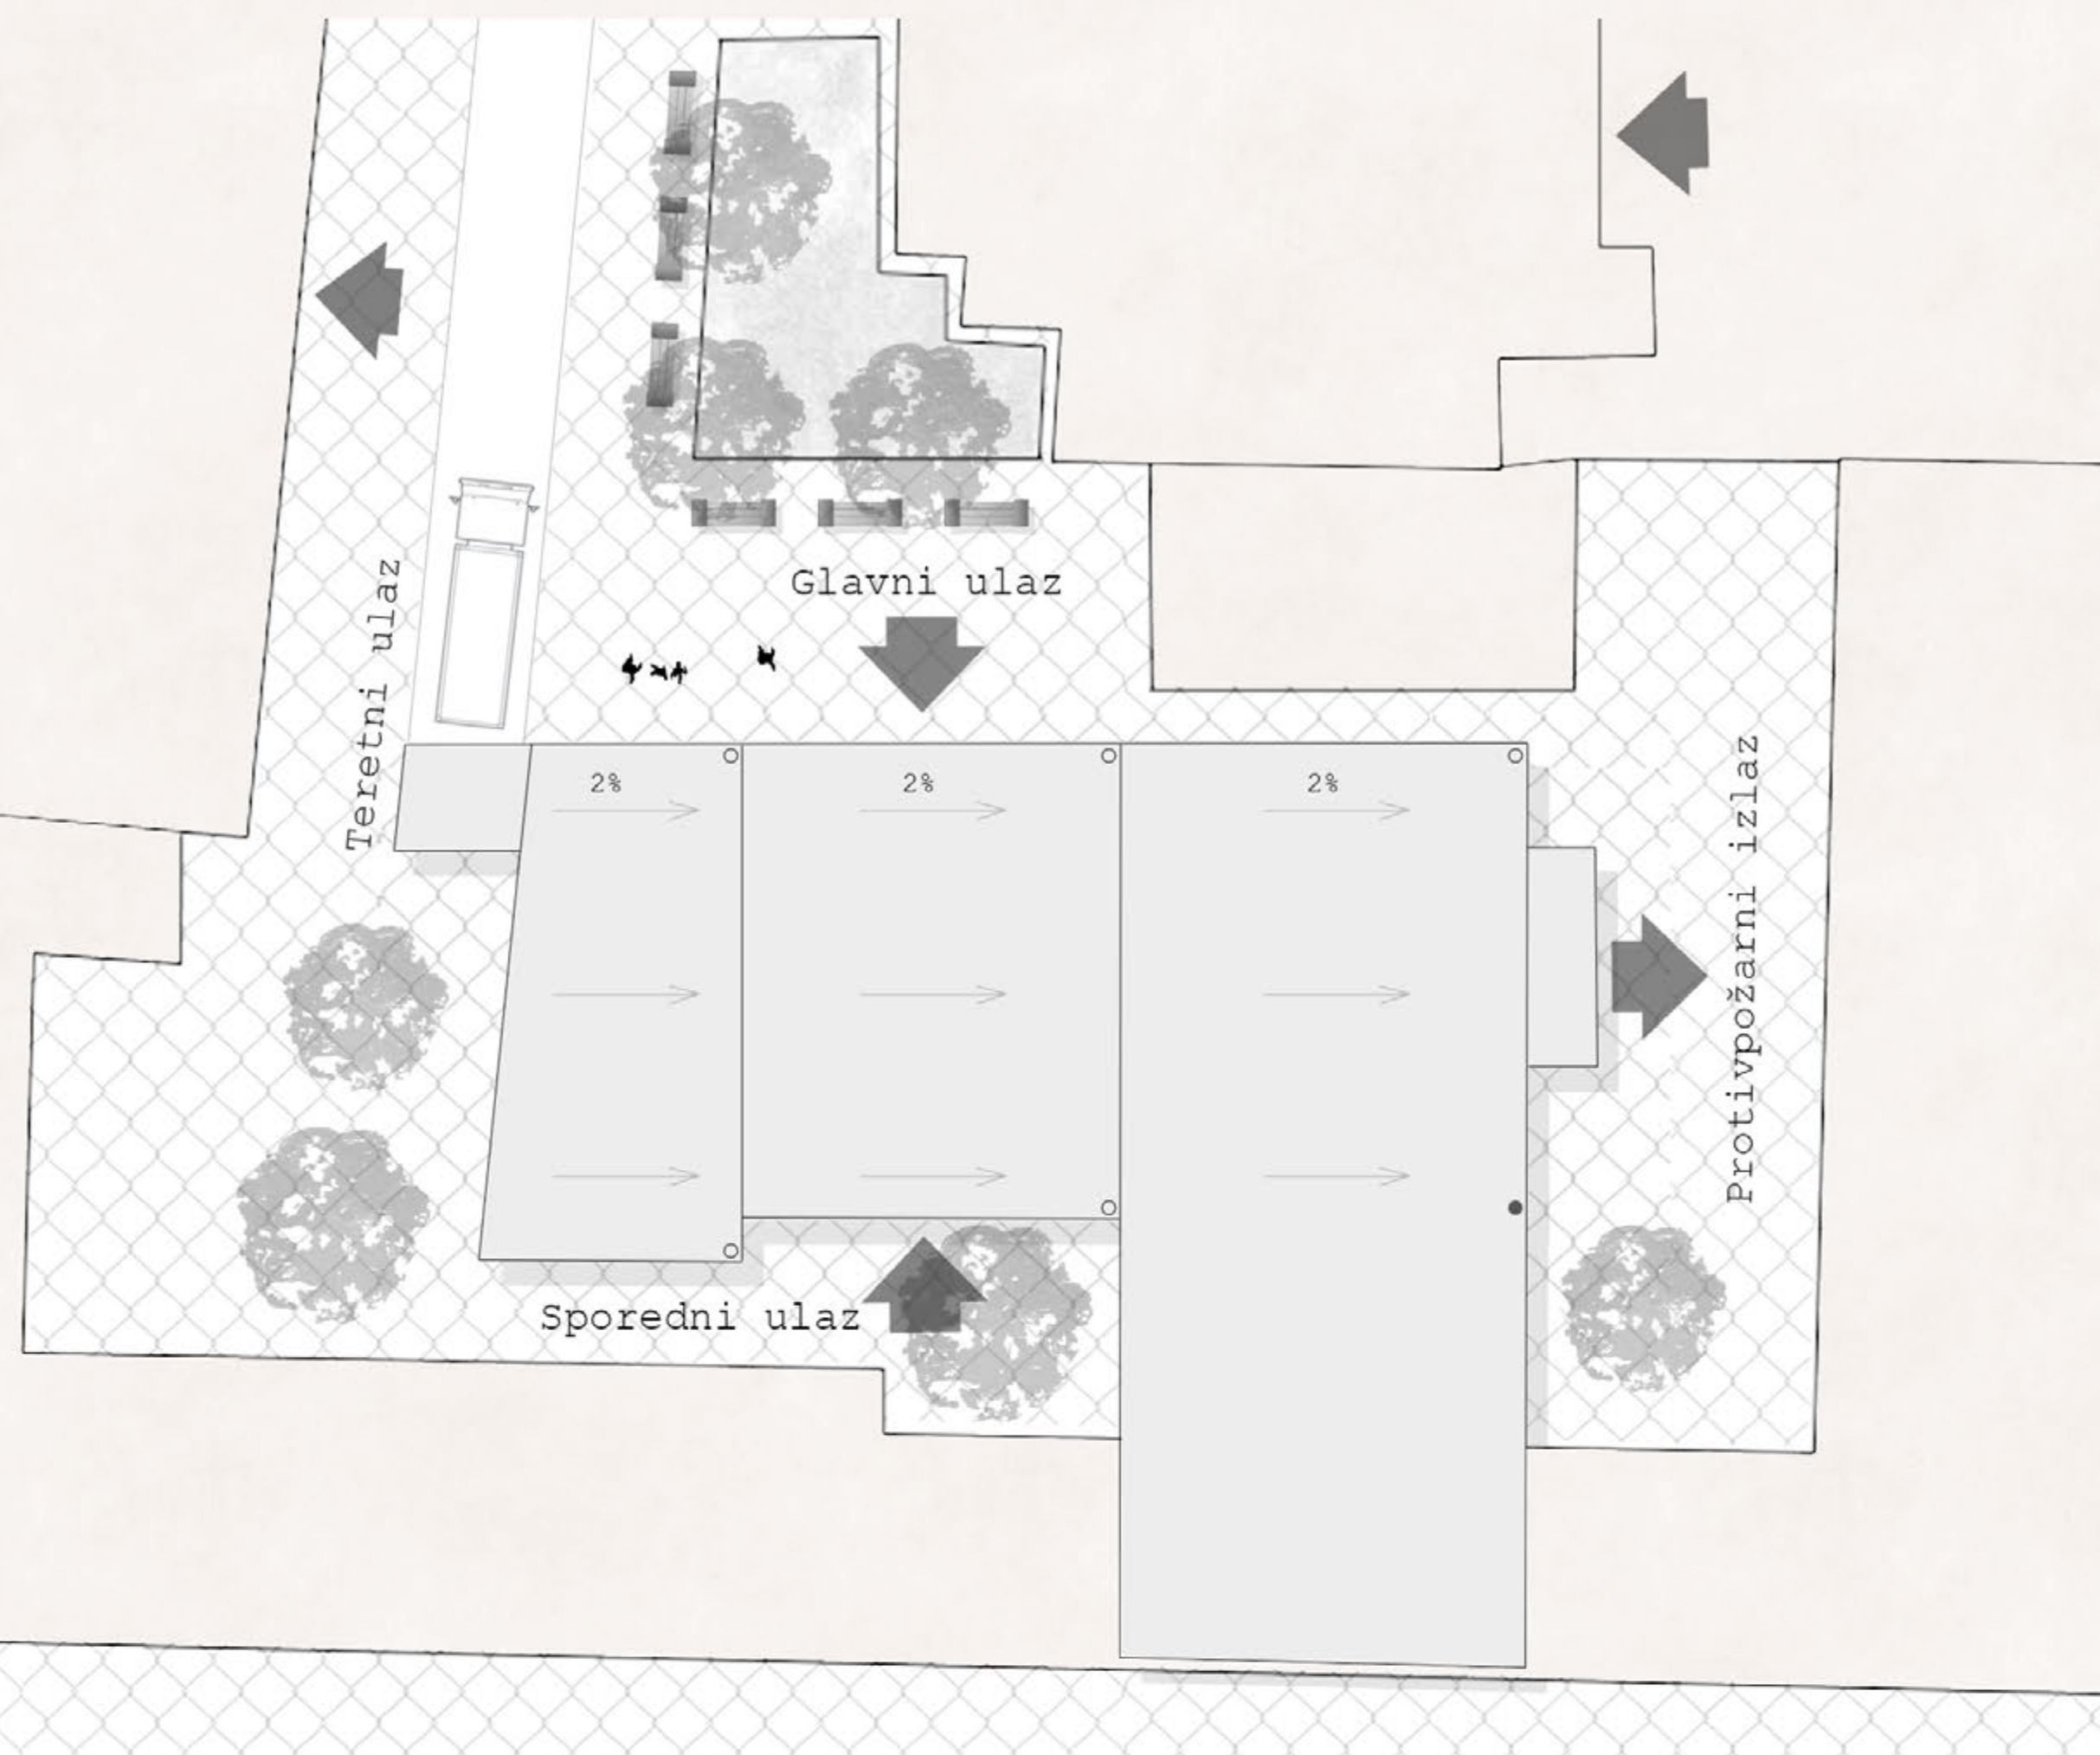 Glavni ulaz
Teretni ulaz
2%
2%
2%
Protivpožarni izlaz
Sporedni ulaz